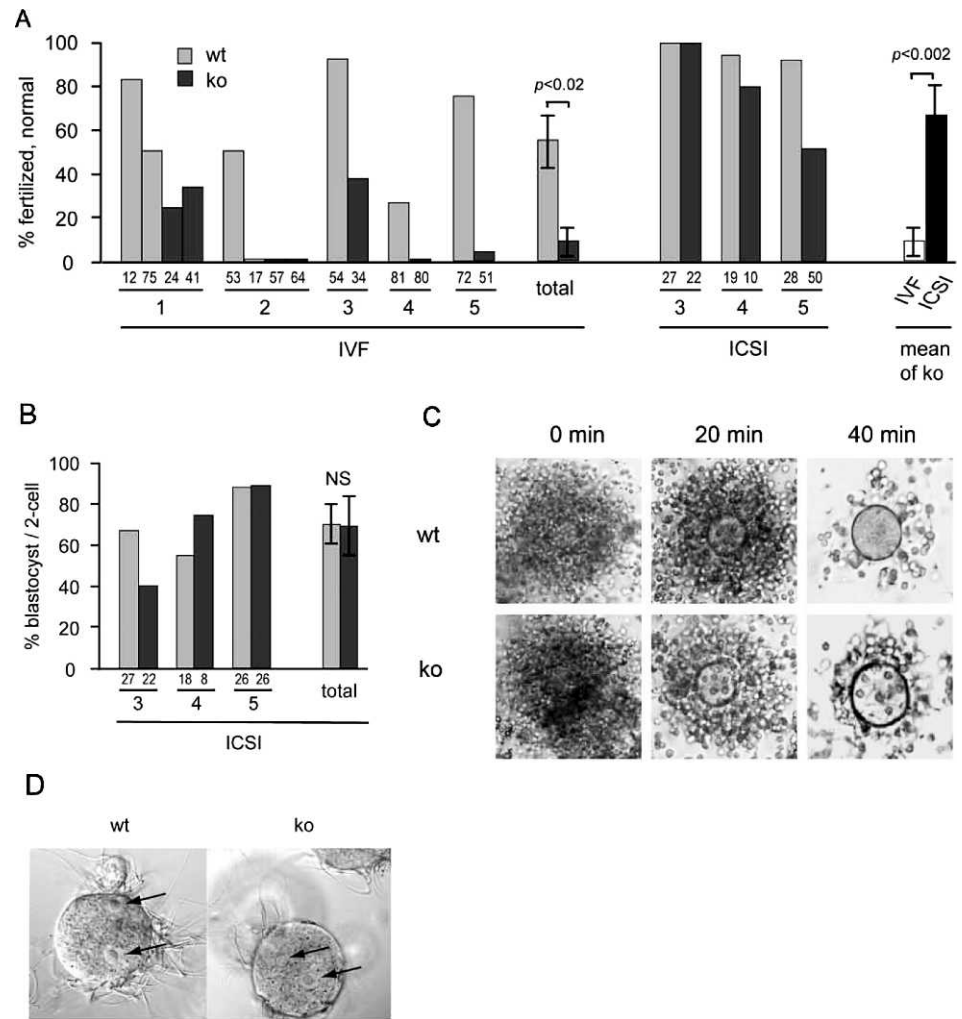 A
% fertilized, normal
100
80
60
40
20
0
wt
ko
p<0.02
p<0.002
12 75 24 41
53 17 57 64
54 34
81 80
72 51
total
27 22
19 10
28 50
IVF
ICSI
1
2
3
4
5
3
4
5
IVF
ICSI
mean
of ko
B
% blastocyst / 2-cell
100
80
60
40
20
0
NS
27 22
18 8
26 26
total
3
4
5
ICSI
C
0 min
20 min
40 min
wt
ko
D
wt
ko